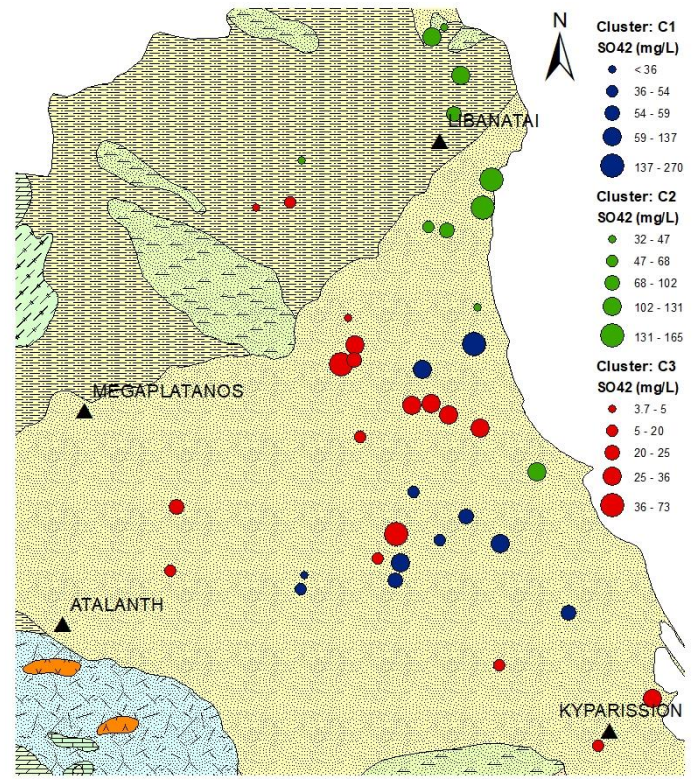 N
Cluster: C1
SO42 (mg/L)
< 36
36 - 54
54 - 59
59 - 137
137 - 270
Cluster: C2
SO42 (mg/L)
32 - 47
47 - 68
68 - 102
102 - 131
131 - 165
Cluster: C3
SO42 (mg/L)
3.7 - 5
5 - 20
20 - 25
25 - 36
36 - 73
LIBANATAI
MEGAPLATANOS
ATALANTH
KYPARISSION